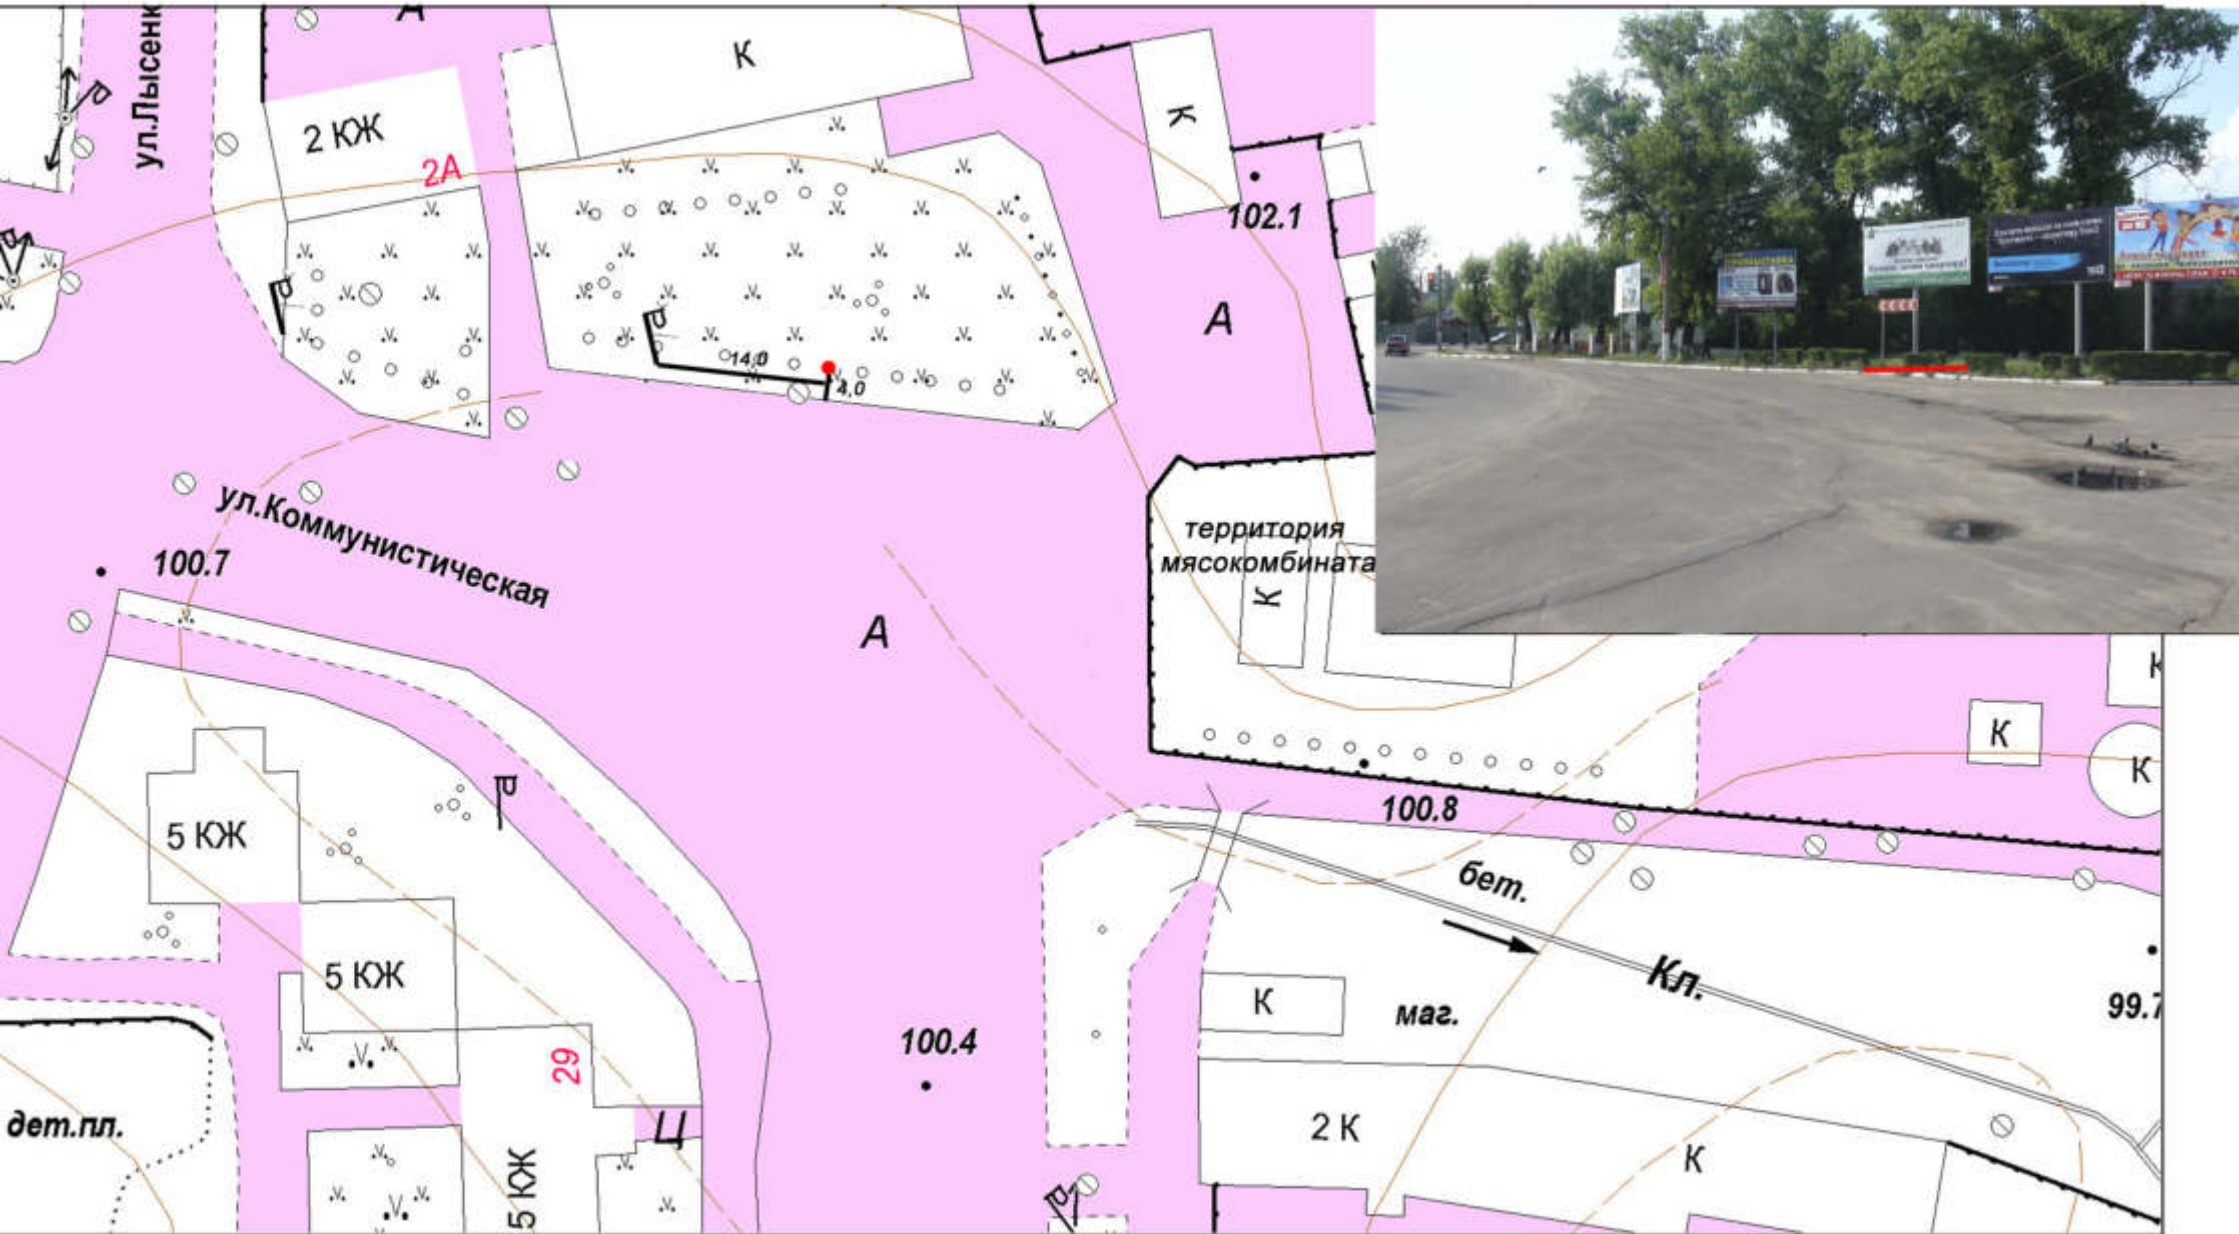 А
ул.Лысенк
К
2 КЖ
К
2А
102.1
А
14,0
4,0
ул.Коммунистическая
территория
мясокомбината
100.7
К
А
К
К
К
5 КЖ
100.8
бет.
5 КЖ
Кл.
К
маг.
99.7
100.4
29
дет.пл.
Ц
2 К
К
5 КЖ